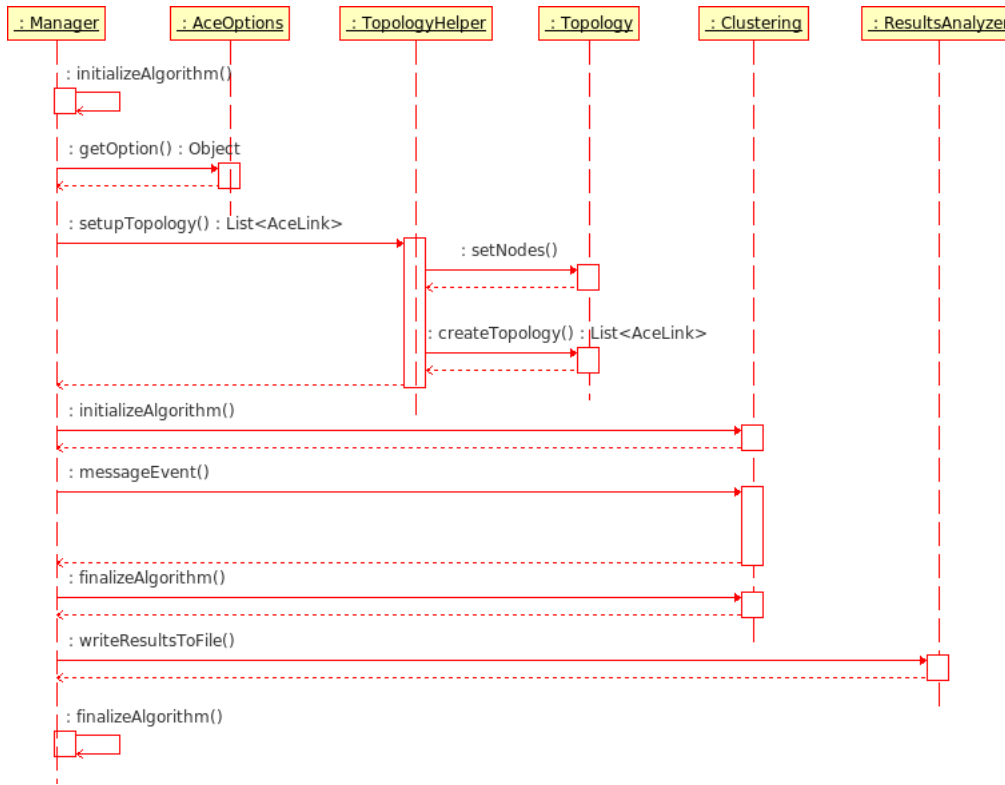 : Manager
: AceOptions
: TopologyHelper
: Topology
: Clustering
: ResultsAnalyzer
: initializeAlgorithm()
: getOption() : Object
: setupTopology() : List<AceLink>
: setNodes()
: createTopology() : List<AceLink>
: initializeAlgorithm()
: messageEvent()
: finalizeAlgorithm()
: writeResultsToFile()
: finalizeAlgorithm()